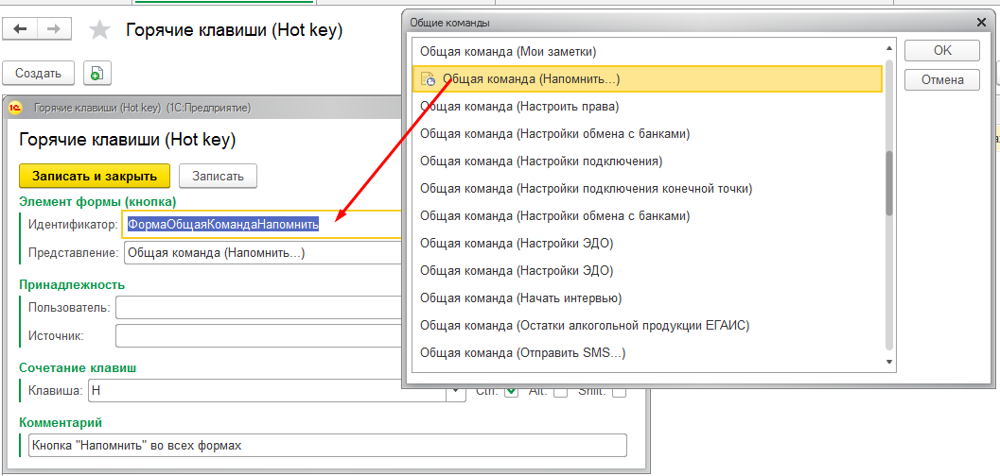 Горячие клавиши (Hot key)
Создать
Горячие клавиши (Hot key) (1С:Предприятие)
Горячие клавиши (Hot key)
Записать и закрыть
Записать
Элемент формы (кнопка)
Идентификатор: ФормаОбщаяКомандаНапомнить
Представление: Общая команда (Напомнить...)
Принадлежность
Пользователь:
Источник:
Сочетание клавиш
Клавиша: H
Ctrl: Alt: Shift:
Комментарий
Кнопка "Напомнить" во всех формах
Общие команды
Общая команда (Мои заметки)
Общая команда (Напомнить...)
Общая команда (Настроить права)
Общая команда (Настройки обмена с банками)
Общая команда (Настройки подключения)
Общая команда (Настройки подключения конечной точки)
Общая команда (Настройки обмена с банками)
Общая команда (Настройки ЭДО)
Общая команда (Настройки ЭДО)
Общая команда (Начать интервью)
Общая команда (Остатки алкогольной продукции ЕГАИС)
Общая команда (Отправить SMS...)
OK
Отмена